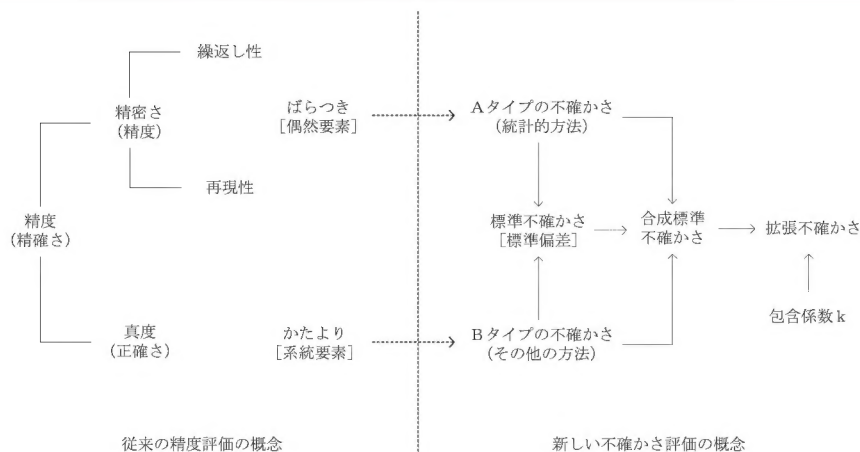 繰返し性
精密さ
(精度)
ばらつき
[偶然要素]
再現性
精度
(精確さ)
真度
(正確さ)
かたより
[系統要素]
従来の精度評価の概念
Aタイプの不確かさ
(統計的方法)
標準不確かさ
[標準偏差]
合成標準
不確かさ
拡張不確かさ
包含係数k
Bタイプの不確かさ
(その他の方法)
新しい不確かさ評価の概念